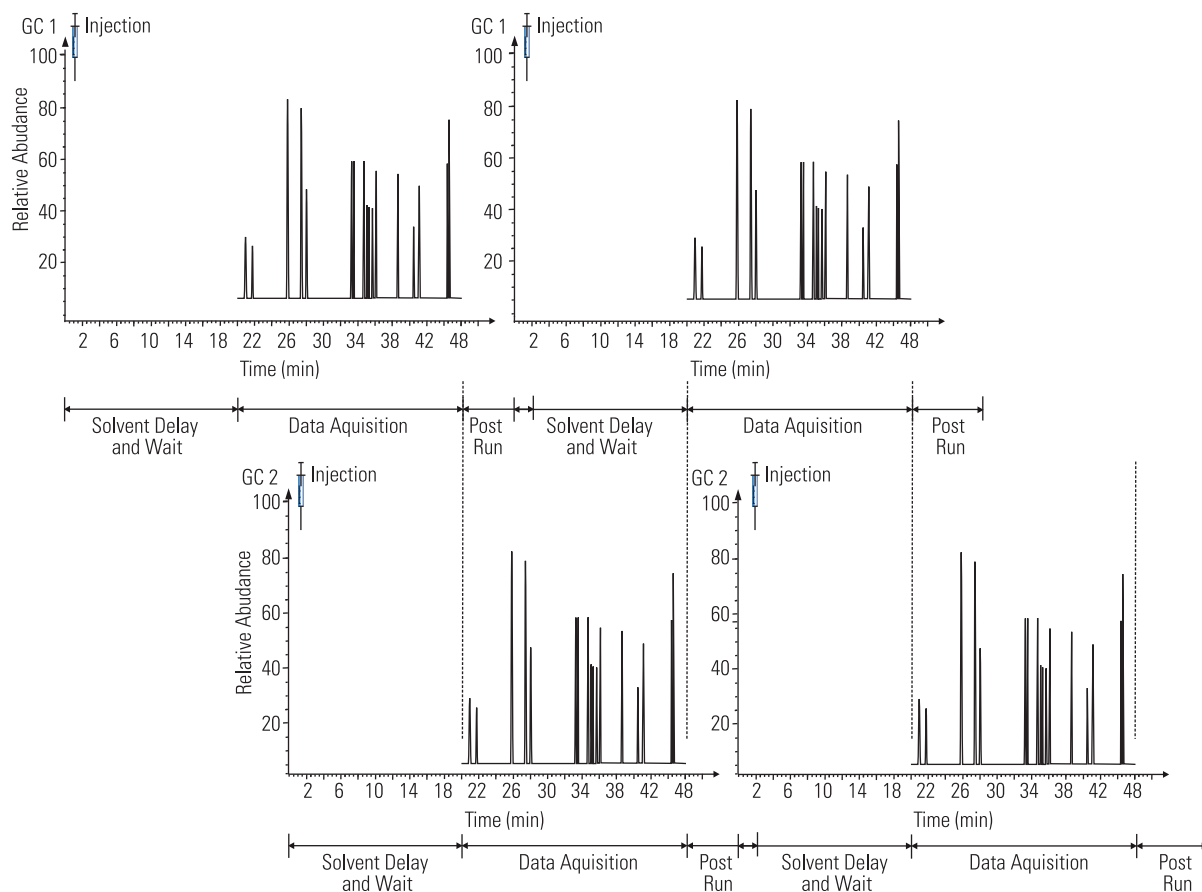 GC 1 Injection
100
80
60
40
20
Relative Abudance
2 6 10 14 18 22 26 30 34 38 42 48
Time (min)
GC 1 Injection
100
80
60
40
20
2 6 10 14 18 22 26 30 34 38 42 48
Time (min)
Solvent Delay
and Wait
Data Aquisition
Post
Run
Solvent Delay
and Wait
Data Aquisition
Post
Run
GC 2 Injection
100
80
60
40
20
Relative Abudance
2 6 10 14 18 22 26 30 34 38 42 48
Time (min)
GC 2 Injection
100
80
60
40
20
2 6 10 14 18 22 26 30 34 38 42 48
Time (min)
Solvent Delay
and Wait
Data Aquisition
Post
Run
Solvent Delay
and Wait
Data Aquisition
Post
Run